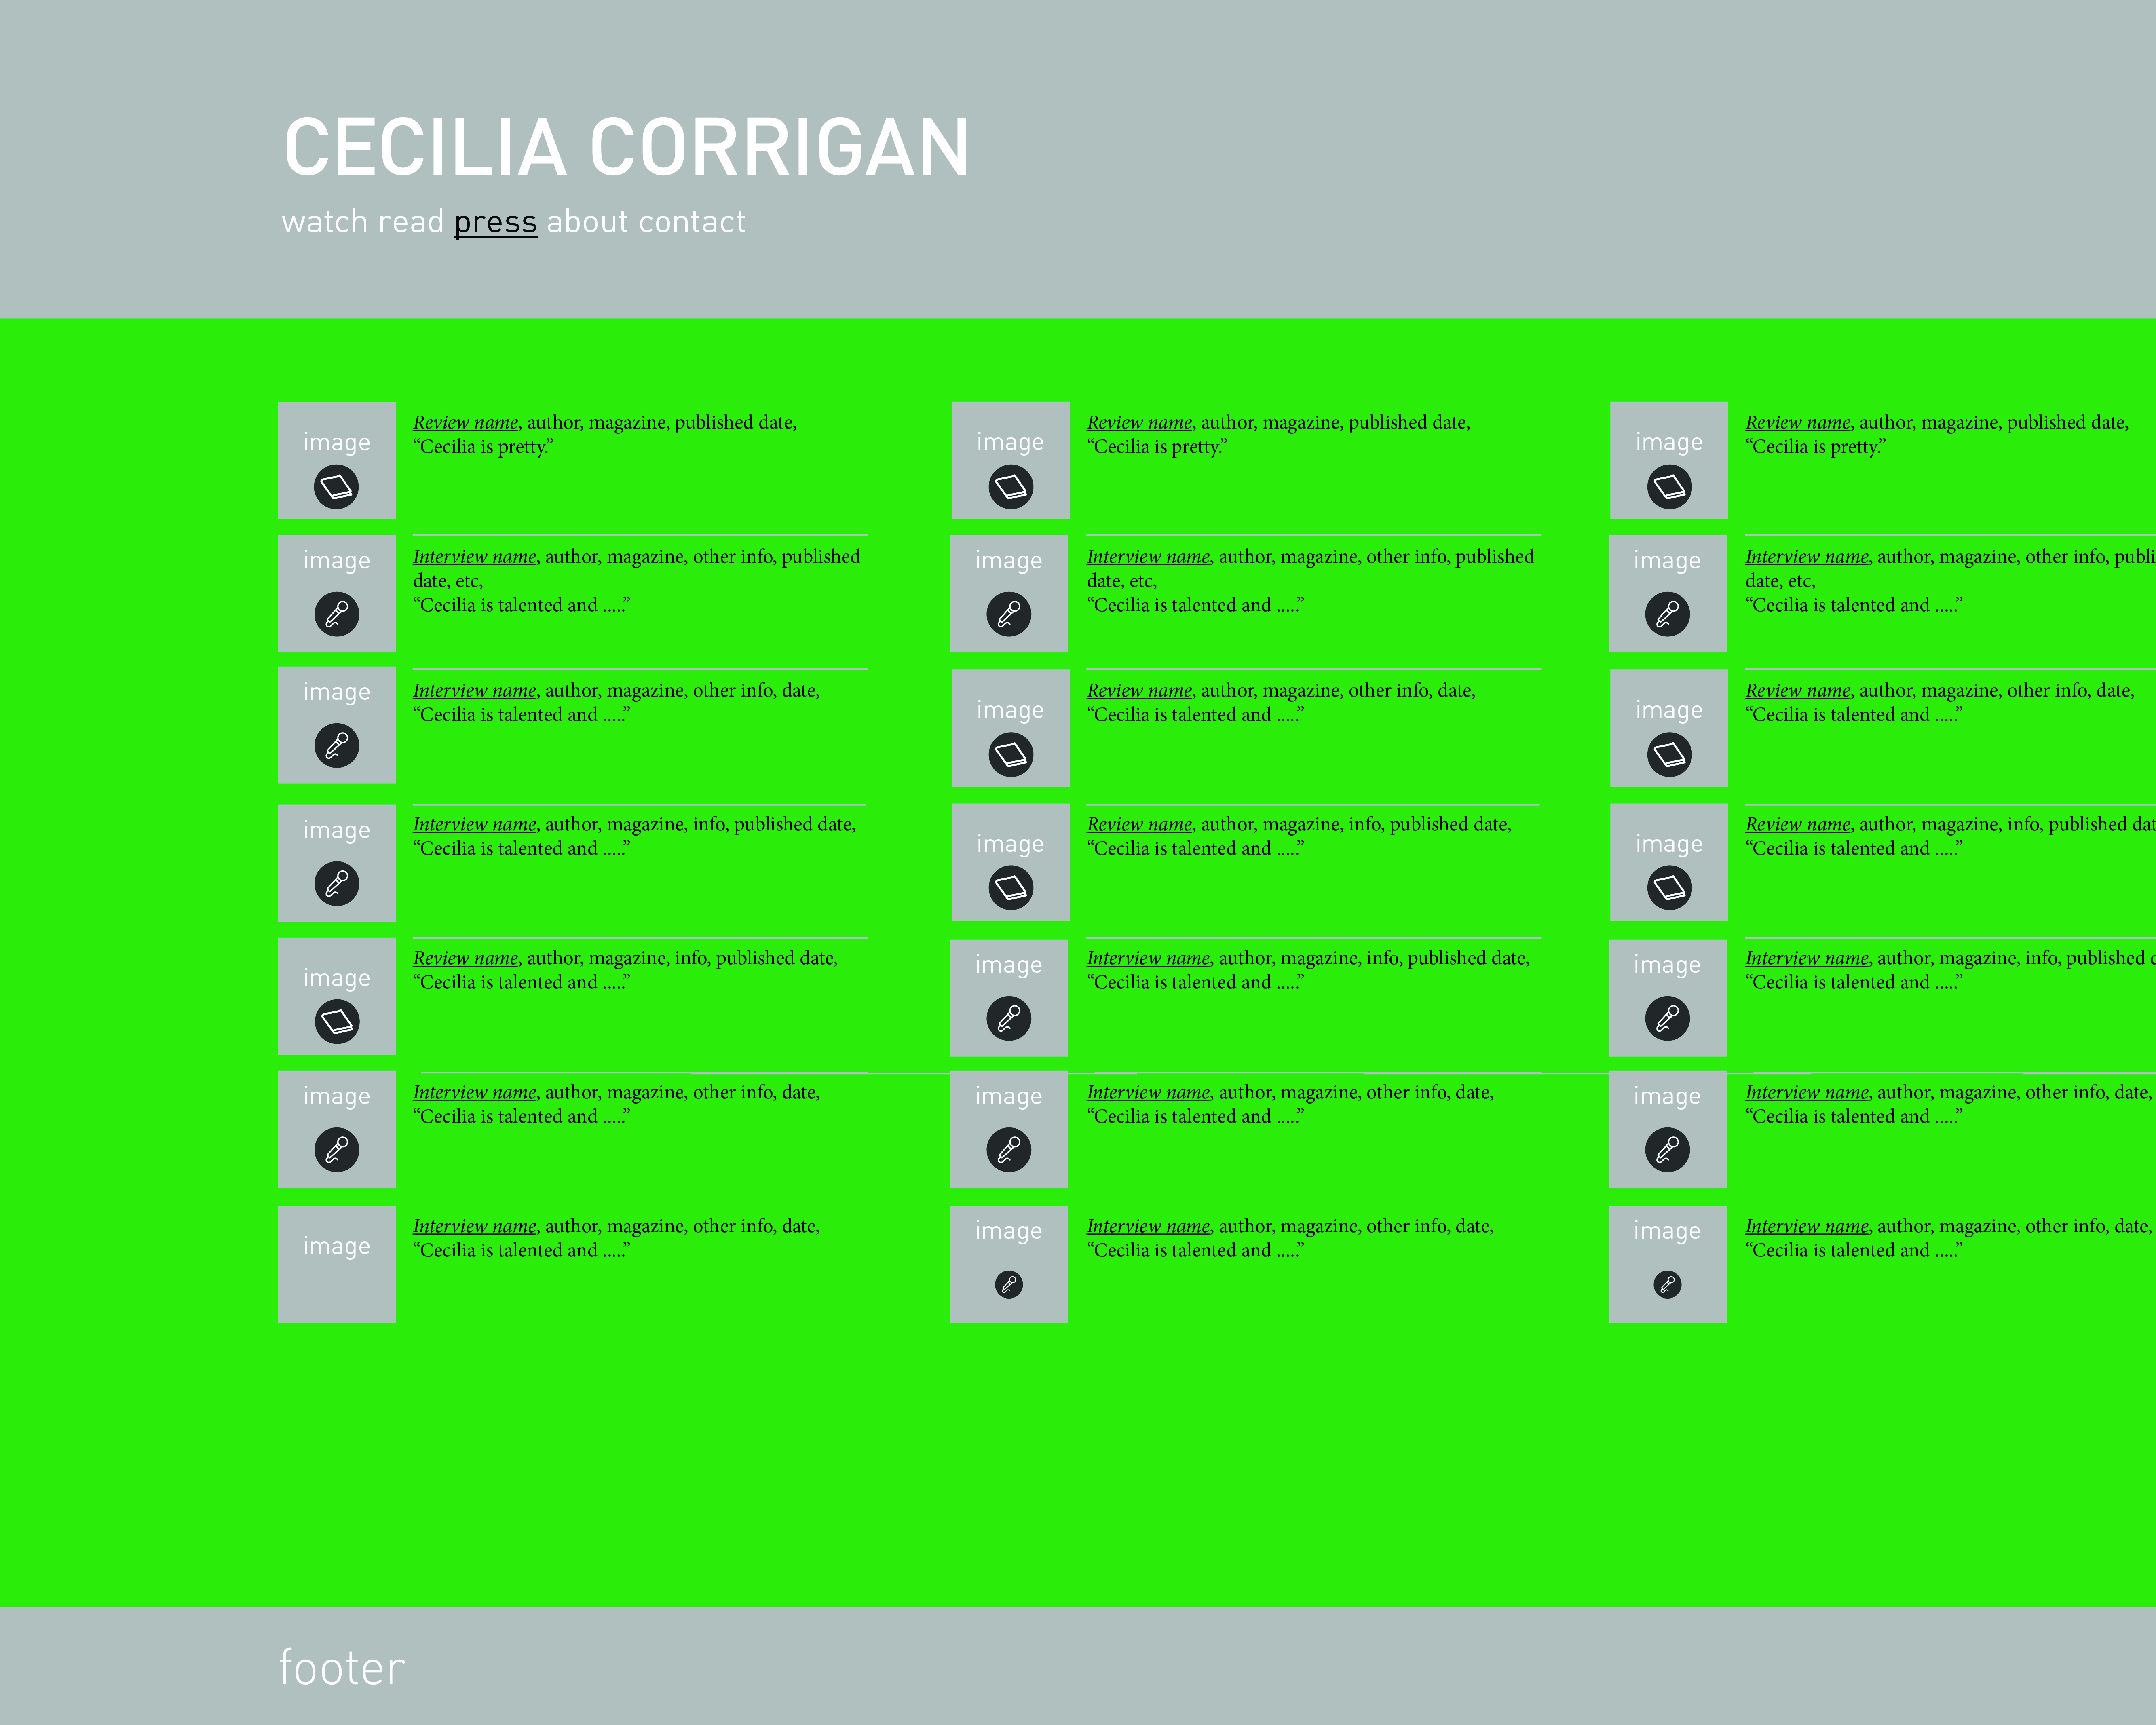 CECILIA CORRIGAN
watch read press about contact
image
Review name, author, magazine, published date,
“Cecilia is pretty.”
image
Interview name, author, magazine, other info, published
date, etc,
“Cecilia is talented and .....”
image
Interview name, author, magazine, other info, date,
“Cecilia is talented and .....”
image
Interview name, author, magazine, info, published date,
“Cecilia is talented and .....”
image
Review name, author, magazine, info, published date,
“Cecilia is talented and .....”
image
Interview name, author, magazine, other info, date,
“Cecilia is talented and .....”
image
Interview name, author, magazine, other info, date,
“Cecilia is talented and .....”
image
Review name, author, magazine, published date,
“Cecilia is pretty.”
image
Interview name, author, magazine, other info, published
date, etc,
“Cecilia is talented and .....”
image
Review name, author, magazine, other info, date,
“Cecilia is talented and .....”
image
Review name, author, magazine, info, published date,
“Cecilia is talented and .....”
image
Interview name, author, magazine, info, published date,
“Cecilia is talented and .....”
image
Interview name, author, magazine, other info, date,
“Cecilia is talented and .....”
image
Interview name, author, magazine, other info, date,
“Cecilia is talented and .....”
image
Review name, author, magazine, published date,
“Cecilia is pretty.”
image
Interview name, author, magazine, other info, publi
date, etc,
“Cecilia is talented and .....”
image
Review name, author, magazine, other info, date,
“Cecilia is talented and .....”
image
Review name, author, magazine, info, published dat
“Cecilia is talented and .....”
image
Interview name, author, magazine, info, published d
“Cecilia is talented and .....”
image
Interview name, author, magazine, other info, date,
“Cecilia is talented and .....”
image
Interview name, author, magazine, other info, date,
“Cecilia is talented and .....”
footer